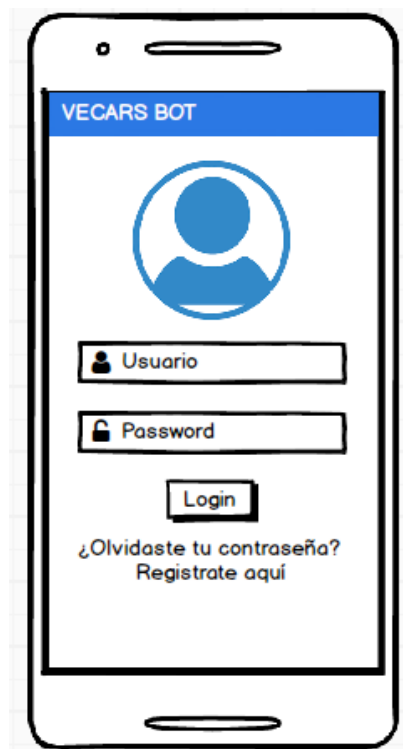 VECARS BOT
Usuario
Password
Login
¿Olvidaste tu contraseña?
Registrate aquí